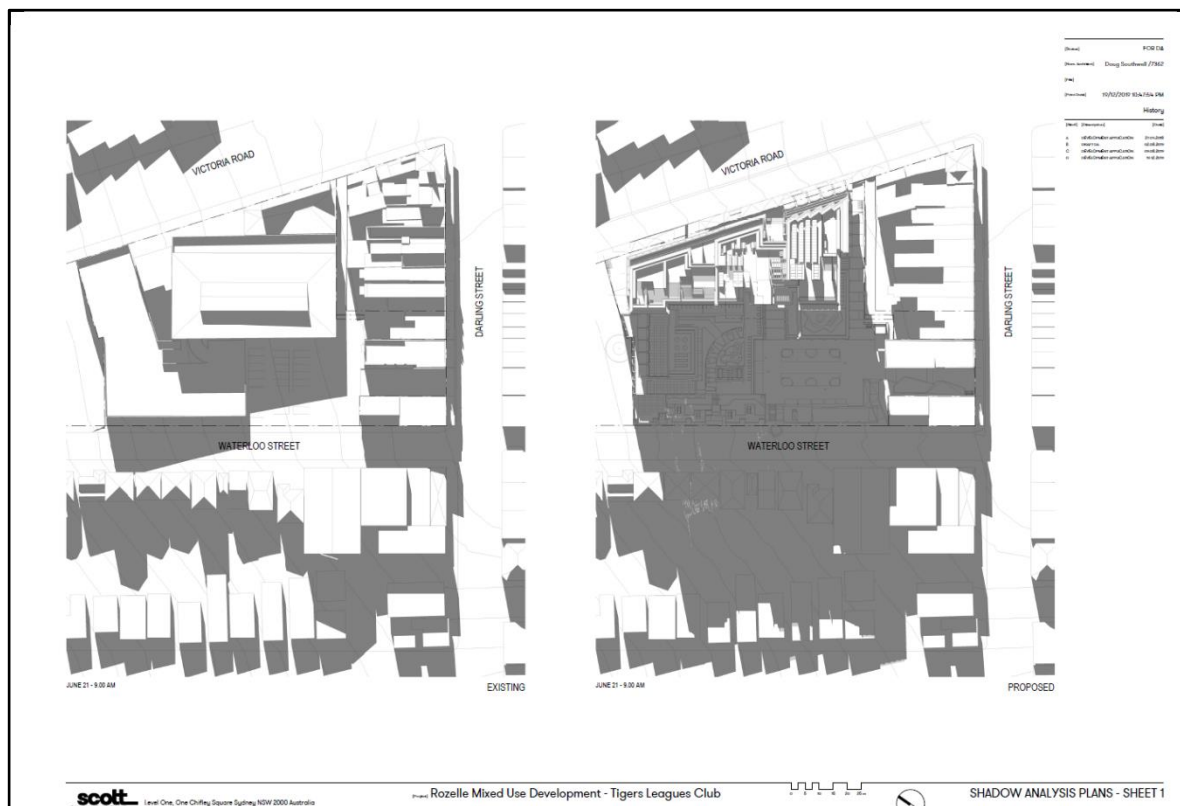 [Status] FOR DA
Doug Southwell /7362
19/12/2019 10:47:54 PM
History
VICTORIA ROAD
DARLING STREET
WATERLOO STREET
JUNE 21 - 9.00 AM
EXISTING
VICTORIA ROAD
DARLING STREET
WATERLOO STREET
JUNE 21 - 9.00 AM
PROPOSED
scott
Level One, One Chifley Square Sydney NSW 2000 Australia
Rozelle Mixed Use Development - Tigers Leagues Club
SHADOW ANALYSIS PLANS - SHEET 1